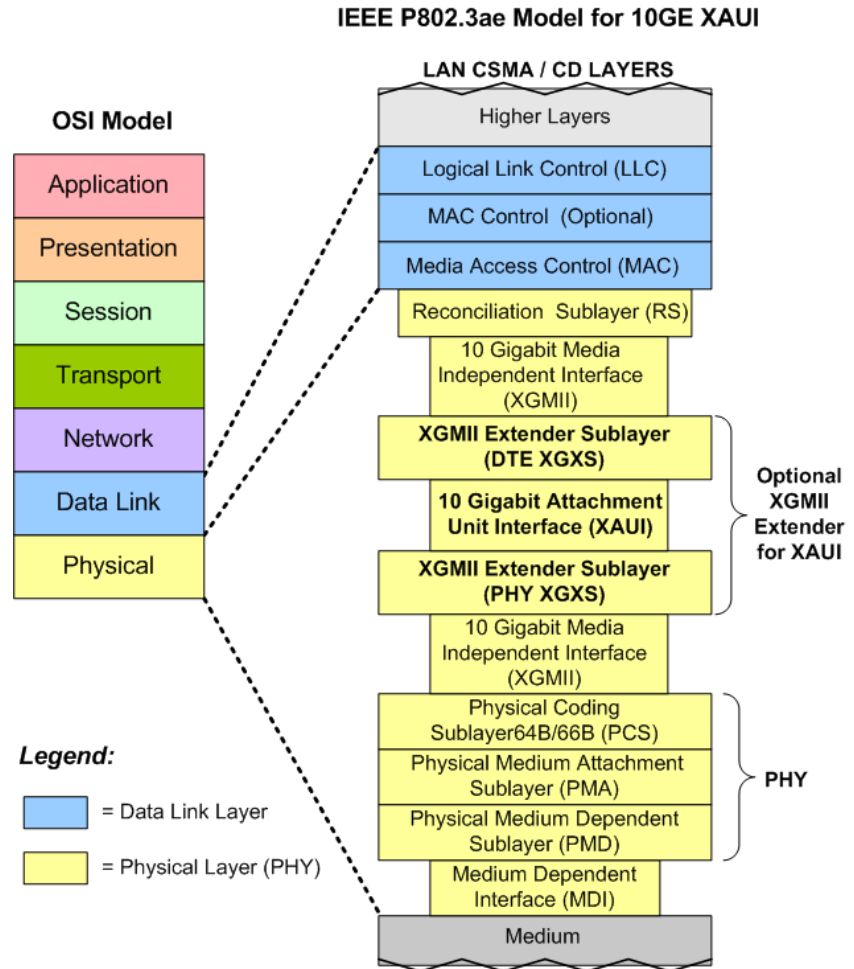 IEEE P802.3ae Model for 10GE XAUI
LAN CSMA / CD LAYERS
OSI Model
Application
Presentation
Session
Transport
Network
Data Link
Physical
Higher Layers
Logical Link Control (LLC)
MAC Control (Optional)
Media Access Control (MAC)
Reconciliation Sublayer (RS)
10 Gigabit Media
Independent Interface
(XGMII)
XGMII Extender Sublayer
(DTE XGXS)
10 Gigabit Attachment
Unit Interface (XAUI)
XGMII Extender Sublayer
(PHY XGXS)
Optional
XGMII
Extender
for XAUI
10 Gigabit Media
Independent Interface
(XGMII)
Physical Coding
Sublayer64B/66B (PCS)
Physical Medium Attachment
Sublayer (PMA)
Physical Medium Dependent
Sublayer (PMD)
PHY
Medium Dependent
Interface (MDI)
Medium
Legend:
= Data Link Layer
= Physical Layer (PHY)